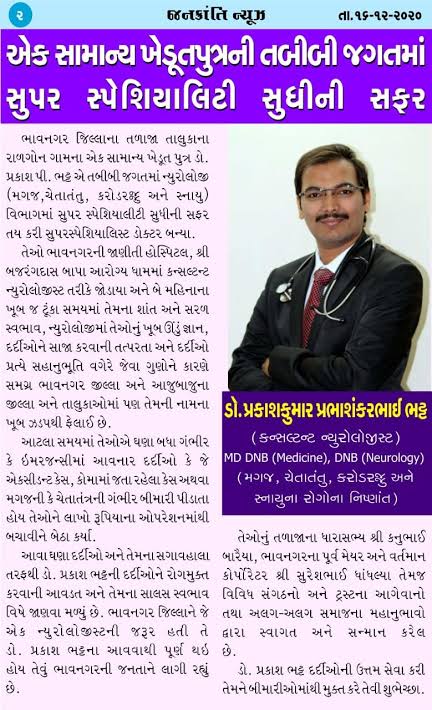 ૨
જનક્રાંતિ ન્યૂઝ
તા.૧૬-૧૨-૨૦૨૦
એક સામાન્ય ખેડૂતપુત્રની તબીબી જગતમાં
સુપર સ્પેશિયાલિટી સુધીની સફર
ભાવનગર જિલ્લાના તળાજા તાલુકાના
રાળગોન ગામના એક સામાન્ય ખેડૂત પુત્ર ડો.
પ્રકાશ પી. ભટ્ટ એ તબીબી જગતમાં ન્યુરોલોજી
(મગજ,ચેતાતંતુ, કરોડરજ્જુ અને સ્નાયુ)
વિભાગમાં સુપર સ્પેશિયાલીટી સુધીની સફર
તય કરી સુપરસ્પેશિયાલિસ્ટ ડોક્ટર બન્યા.
તેઓ ભાવનગરની જાણીતી હોસ્પિટલ, શ્રી
બજરંગદાસ બાપા આરોગ્ય ધામમાં કન્સલ્ટન્ટ
ન્યુરોલોજીસ્ટ તરીકે જોડાયા અને બે મહિનાના
ખૂબ જ ટૂંકા સમયમાં તેમના શાંત અને સરળ
સ્વભાવ, ન્યુરોલોજીમાં તેઓનું ખૂબ ઊંડું જ્ઞાન,
દર્દીઓને સાજા કરવાની તત્પરતા અને દર્દીઓ
પ્રત્યે સહાનુભૂતિ વગેરે જેવા ગુણોને કારણે
સમગ્ર ભાવનગર જીલ્લા અને આજુબાજુના
જીલ્લા અને તાલુકાઓમાં પણ તેમની નામના
ખૂબ ઝડપથી ફેલાઈ છે.
આટલા સમયમાં તેઓએ ઘણા બધા ગંભીર
કે ઇમરજન્સીમાં આવનાર દર્દીઓ કે જે
એકસીડન્ટ કેસ, કોમામાં જતા રહેલા કેસ અથવા
મગજની કે ચેતાતંત્રની ગંભીર બીમારી પીડાતા
હોય તેઓને લાખો રૂપિયાના ઓપરેશનમાંથી
બચાવીને બેઠા કર્યા.
આવા ઘણા દર્દીઓ અને તેમના સગાવહાલા
તરફથી ડો. પ્રકાશ ભટ્ટની દર્દીઓને રોગમુક્ત
કરવાની આવડત અને તેમના સાલસ સ્વભાવ
વિષે જાણવા મળ્યું છે. ભાવનગર જિલ્લાને જે
એક ન્યુરોલોજીસ્ટની જરૂર હતી તે
ડો. પ્રકાશ ભટ્ટના આવવાથી પૂર્ણ થઇ
હોય તેવું ભાવનગરની જનતાને લાગી રહ્યું
છે.
ડો. પ્રકાશકુમાર પ્રભાશંકરભાઈ ભટ્ટ
(કન્સલ્ટન્ટ ન્યુરોલોજીસ્ટ)
MD DNB (Medicine), DNB (Neurology)
(મગજ, ચેતાતંતુ, કરોડરજ્જુ અને
સ્નાયુના રોગોના નિષ્ણાંત)
તેઓનું તળાજાના ધારાસભ્ય શ્રી કનુભાઈ
બારૈયા, ભાવનગરના પૂર્વ મેયર અને વર્તમાન
કોર્પોરેટર શ્રી સુરેશભાઈ ધાંધલ્યા તેમજ
વિવિધ સંગઠનો અને ટ્રસ્ટના આગેવાનો
તથા અલગ-અલગ સમાજના મહાનુભાવો
દ્વારા સ્વાગત અને સન્માન કરેલ
છે.
ડો. પ્રકાશ ભટ્ટ દર્દીઓની ઉત્તમ સેવા કરી
તેમને બીમારીઓમાંથી મુક્ત કરે તેવી શુભેચ્છા.